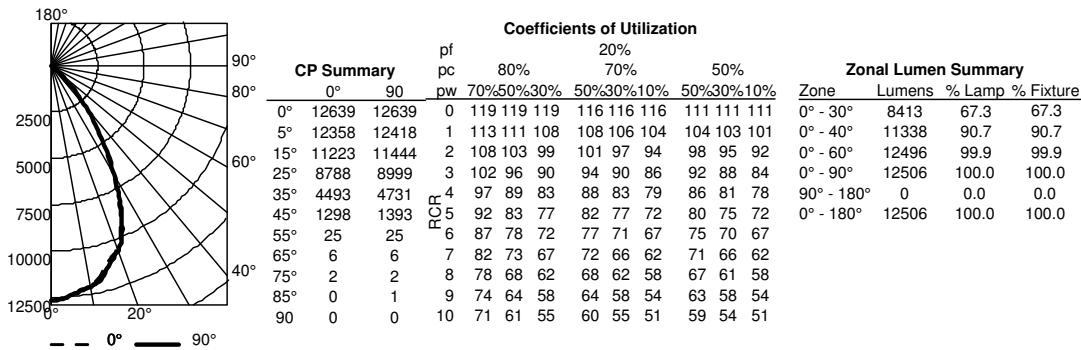 180°
90°
80°
60°
40°
20°
0°
2500
5000
7500
10000
12500
0° 90°
CP Summary
0° 90
0° 12639 12639
5° 12358 12418
15° 11223 11444
25° 8788 8999
35° 4493 4731
45° 1298 1393
55° 25 25
65° 6 6
75° 2 2
85° 0 1
90 0 0
Coefficients of Utilization
pf 20%
pc 80% 70% 50%
pw 70%50%30% 50%30%10% 50%30%10%
RCR
0 119 119 119 116 116 116 111 111 111
1 113 111 108 108 106 104 104 103 101
2 108 103 99 101 97 94 98 95 92
3 102 96 90 94 90 86 92 88 84
4 97 89 83 88 83 79 86 81 78
5 92 83 77 82 77 72 80 75 72
6 87 78 72 77 71 67 75 70 67
7 82 73 67 72 66 62 71 66 62
8 78 68 62 68 62 58 67 61 58
9 74 64 58 64 58 54 63 58 54
10 71 61 55 60 55 51 59 54 51
Zonal Lumen Summary
Zone Lumens % Lamp % Fixture
0° - 30° 8413 67.3 67.3
0° - 40° 11338 90.7 90.7
0° - 60° 12496 99.9 99.9
0° - 90° 12506 100.0 100.0
90° - 180° 0 0.0 0.0
0° - 180° 12506 100.0 100.0